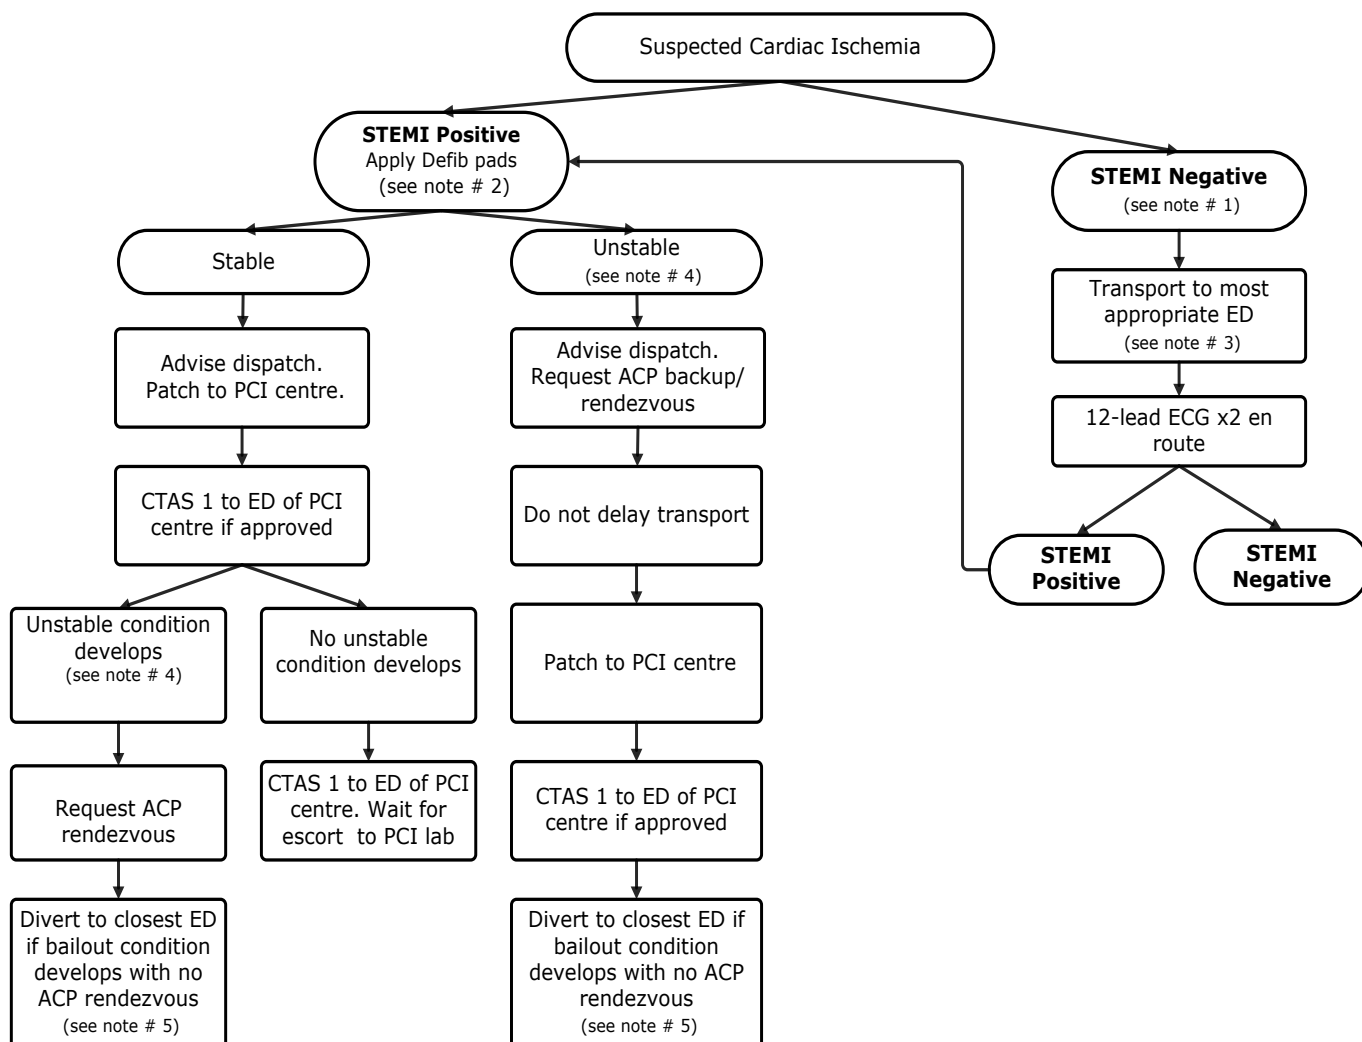 Suspected Cardiac Ischemia
STEMI Positive
Apply Defib pads
(see note # 2)
STEMI Negative
(see note # 1)
Stable
Unstable
(see note # 4)
Transport to most
appropriate ED
(see note # 3)
Advise dispatch.
Patch to PCI centre.
Advise dispatch.
Request ACP backup/
rendezvous
12-lead ECG x2 en
route
CTAS 1 to ED of PCI
centre if approved
Do not delay transport
STEMI
Positive
STEMI
Negative
Unstable condition
develops
(see note # 4)
No unstable
condition develops
Patch to PCI centre
Request ACP
rendezvous
CTAS 1 to ED of PCI
centre. Wait for
escort to PCI lab
CTAS 1 to ED of PCI
centre if approved
Divert to closest ED
if bailout condition
develops with no
ACP rendezvous
(see note # 5)
Divert to closest ED if
bailout condition
develops with no ACP
rendezvous
(see note # 5)